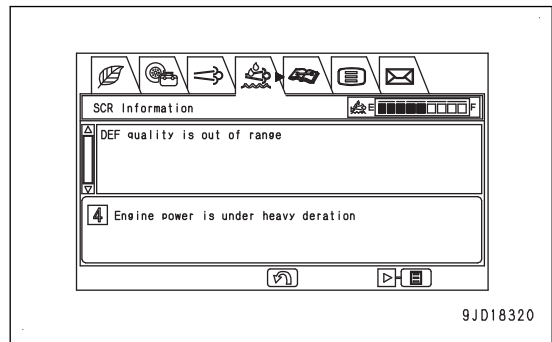 SCR Information
E F
DEF quality is out of range
4 Engine power is under heavy deration
9JD18320